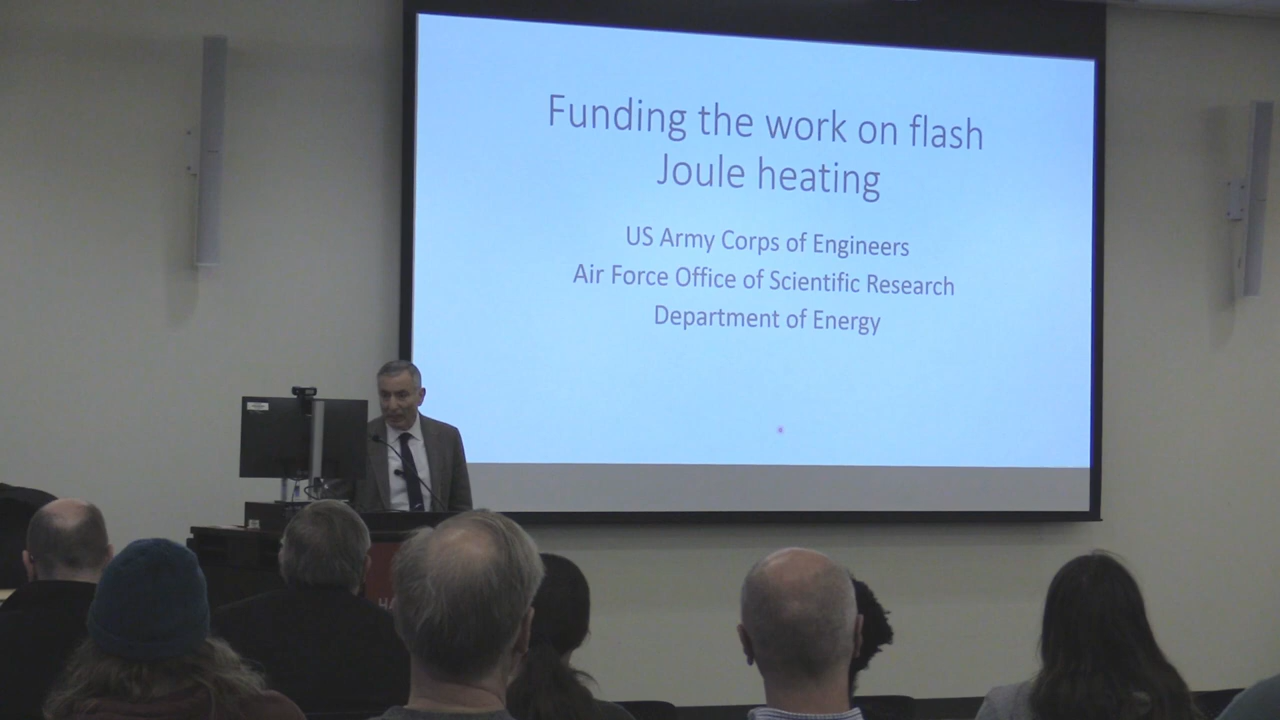 Funding the work on flash
Joule heating
US Army Corps of Engineers
Air Force Office of Scientific Research
Department of Energy